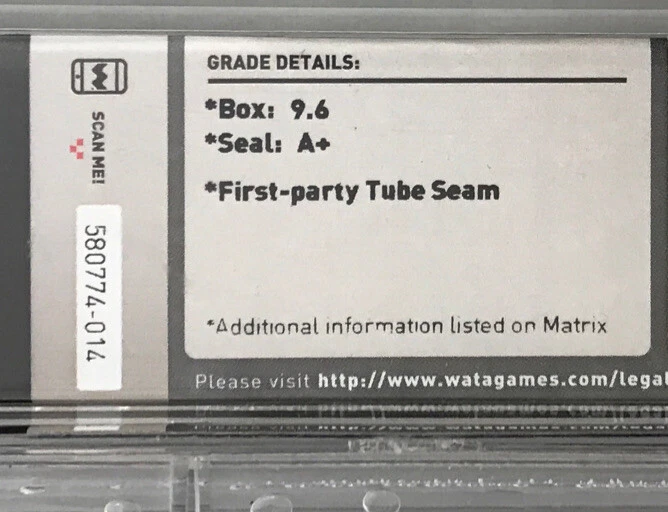 SCAN ME!
580774-014
GRADE DETAILS:
*Box: 9.6
*Seal: A+
*First-party Tube Seam
*Additional information listed on Matrix
Please visit http://www.watagames.com/legal